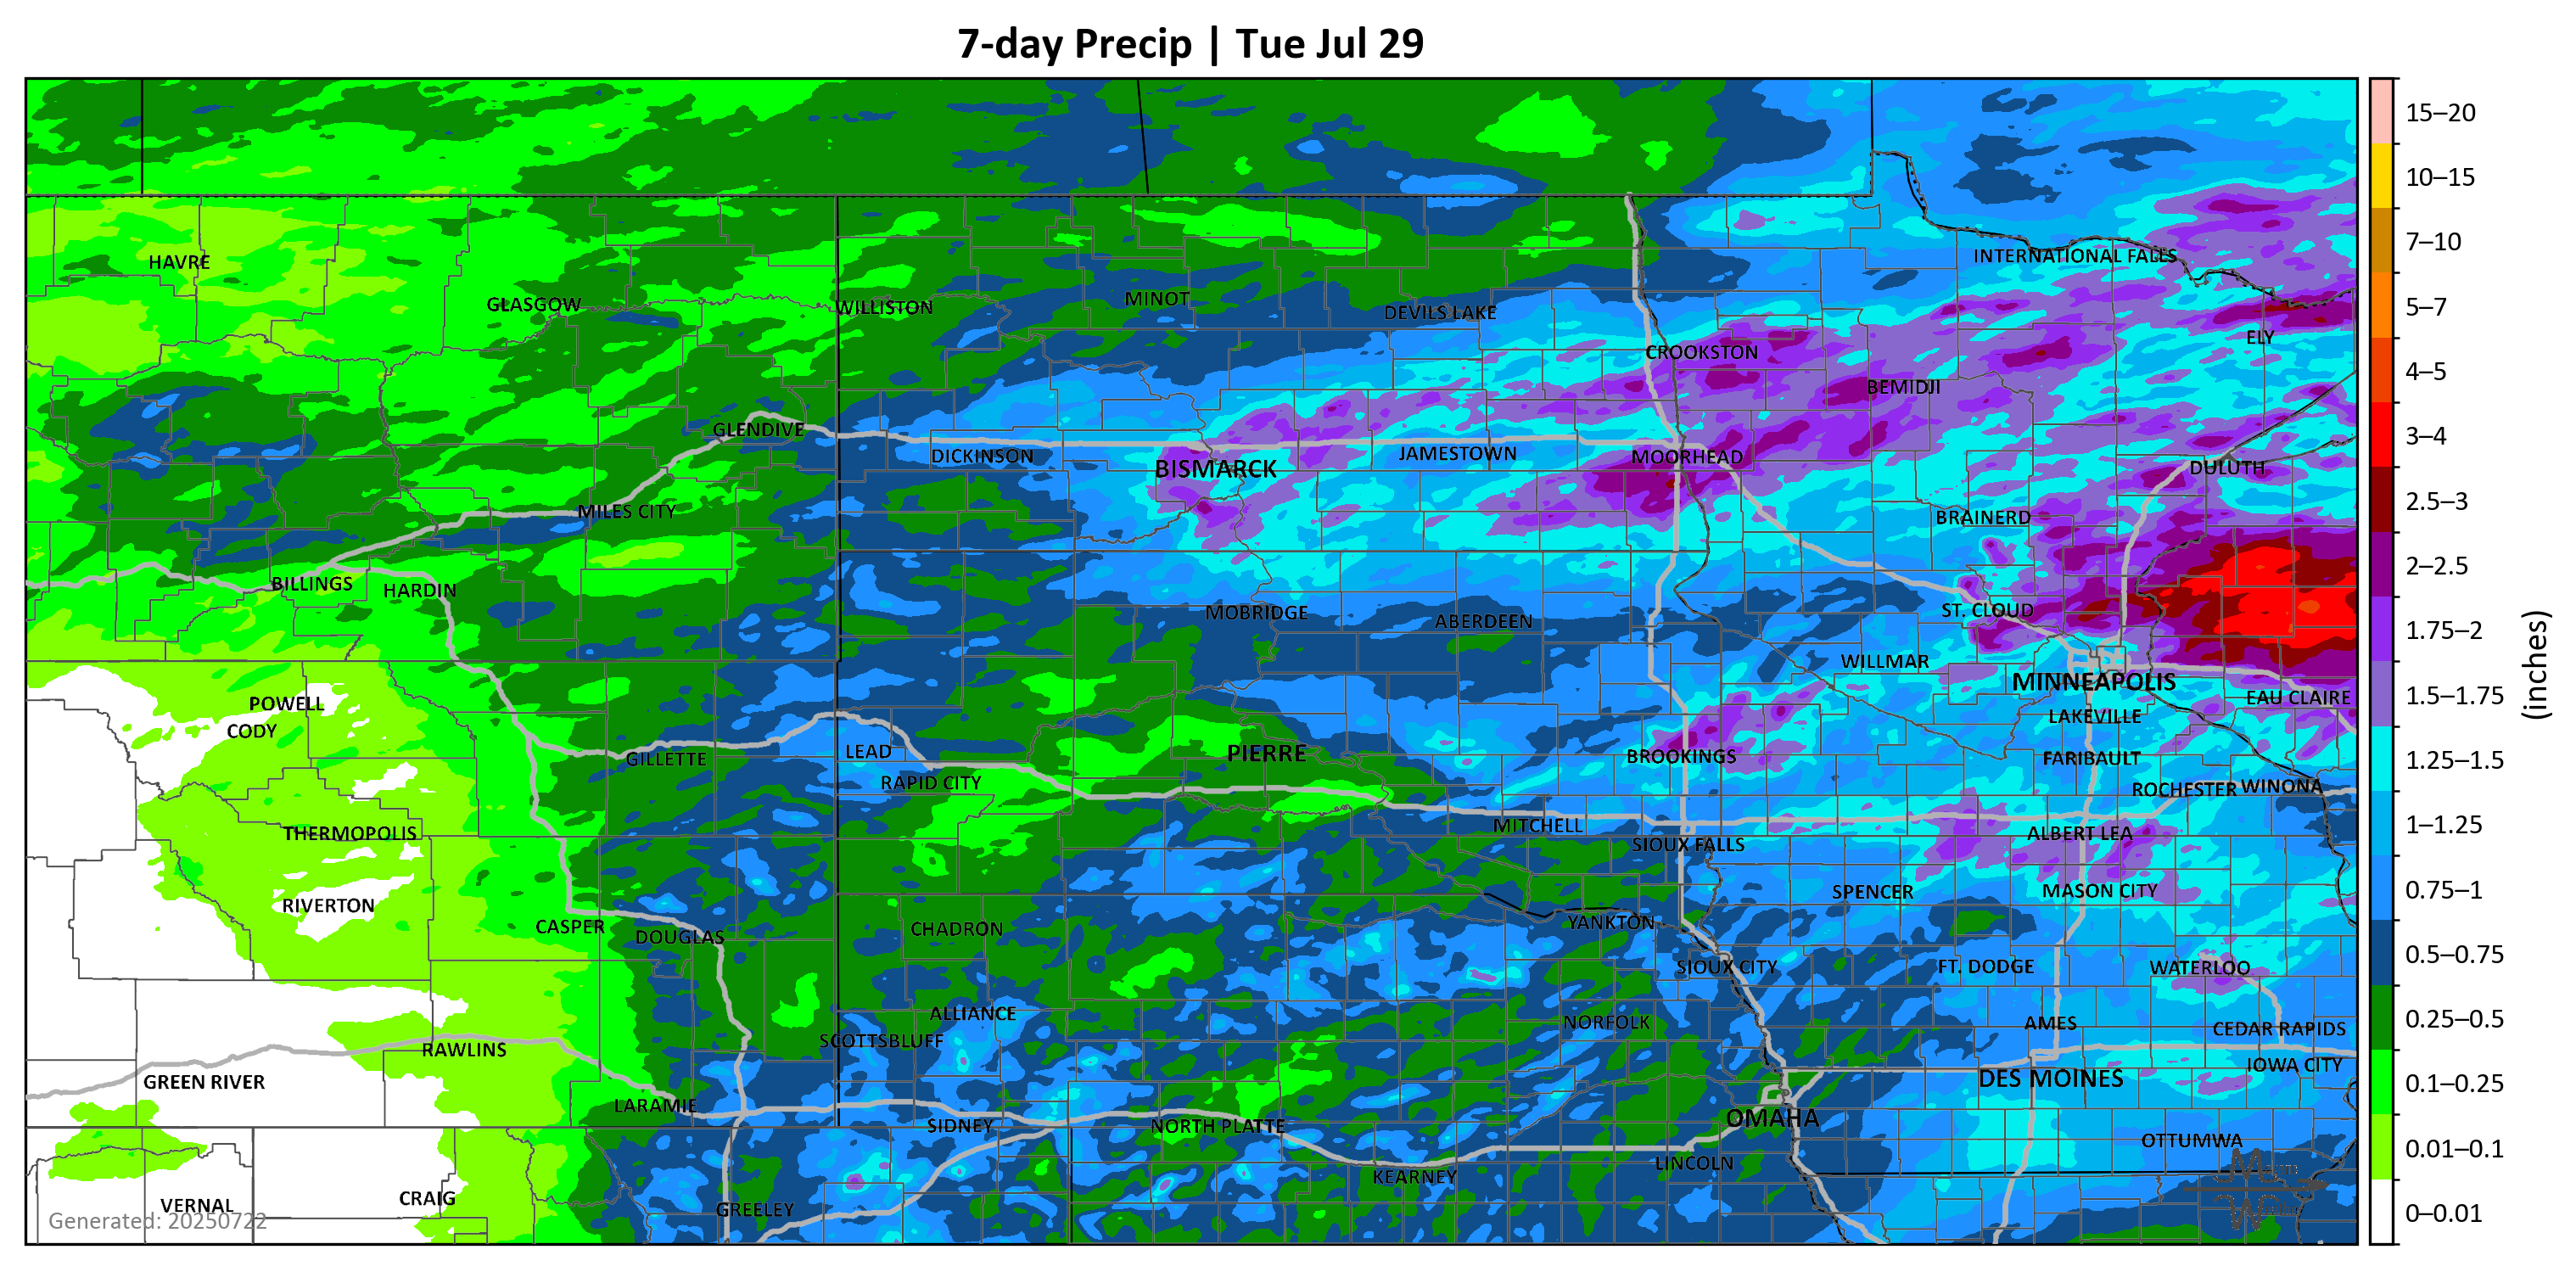 7-day Precip | Tue Jul 29
INTERNATIONAL FALLS
HAVRE
GLASGOW
WILLISTON
MINOT
DEVILS LAKE
ELY
CROOKSTON
BEMIDJI
GLENDIVE
DICKINSON
BISMARCK
JAMESTOWN
MOORHEAD
DULUTH
MILES CITY
BRAINERD
BILLINGS
HARDIN
MOBRIDGE
ABERDEEN
ST. CLOUD
WILLMAR
MINNEAPOLIS
EAU CLAIRE
POWELL
CODY
LAKEVILLE
GILLETTE
LEAD
PIERRE
BROOKINGS
FARIBAULT
RAPID CITY
ROCHESTER
WINONA
THERMOPOLIS
MITCHELL
ALBERT LEA
SIOUX FALLS
RIVERTON
SPENCER
MASON CITY
CASPER
DOUGLAS
CHADRON
YANKTON
SIOUX CITY
FT. DODGE
WATERLOO
ALLIANCE
SCOTTSBLUFF
NORFOLK
AMES
CEDAR RAPIDS
RAWLINS
GREEN RIVER
IOWA CITY
DES MOINES
LARAMIE
SIDNEY
NORTH PLATTE
OMAHA
OTTUMWA
LINCOLN
KEARNEY
VERNAL
CRAIG
GREELEY
Generated: 20250722
15–20
10–15
7–10
5–7
4–5
3–4
2.5–3
2–2.5
1.75–2
1.5–1.75
1.25–1.5
1–1.25
0.75–1
0.5–0.75
0.25–0.5
0.1–0.25
0.01–0.1
0–0.01
(inches)